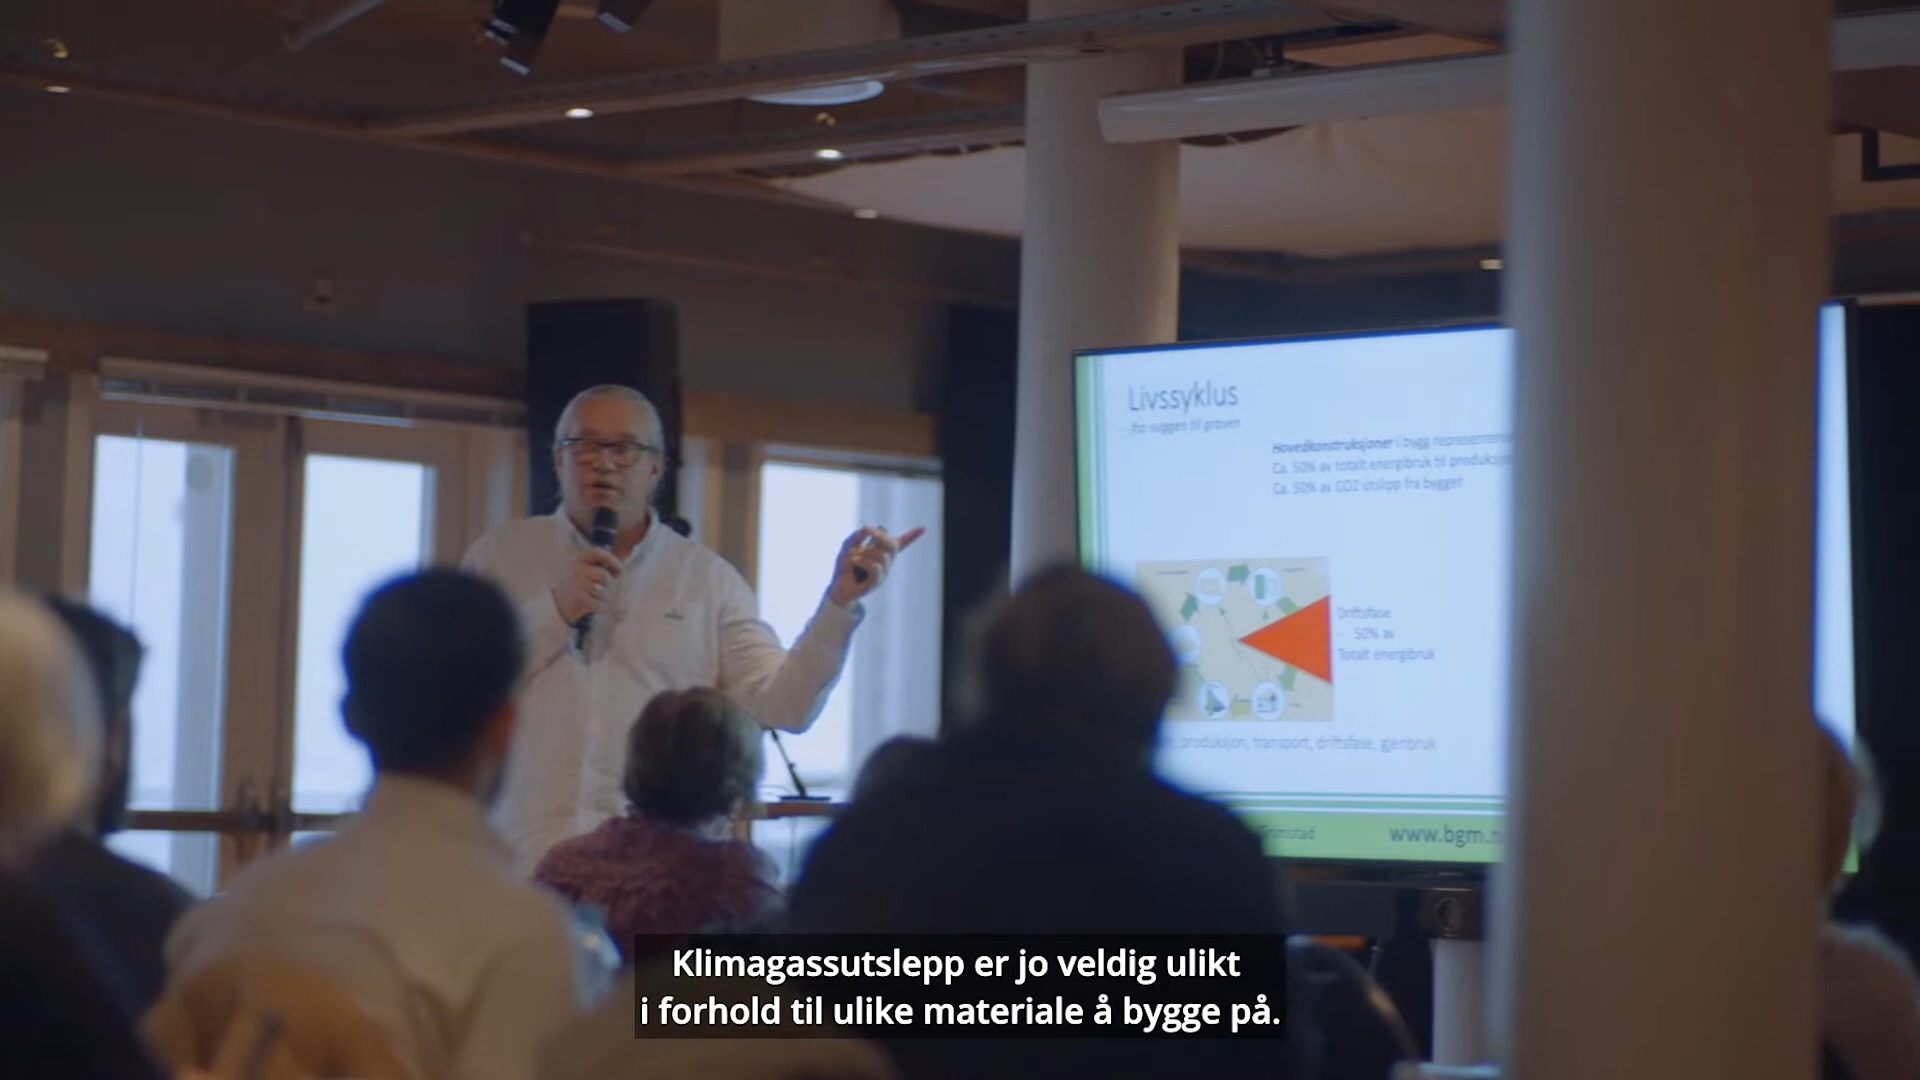 Livssyklus
- fra vuggen til graven
Hovedkonstruksjoner i bygg
Ca. 50% av totalt energibruk til
Ca. 50% av CO2 utslipp fra bygget
Driftsfase
- 50% av
Totalt energibruk
produksjon, transport, driftsfase, gjenbruk
Grimstad
www.bgm.n
Klimagassutslepp er jo veldig ulikt
i forhold til ulike materiale å bygge på.